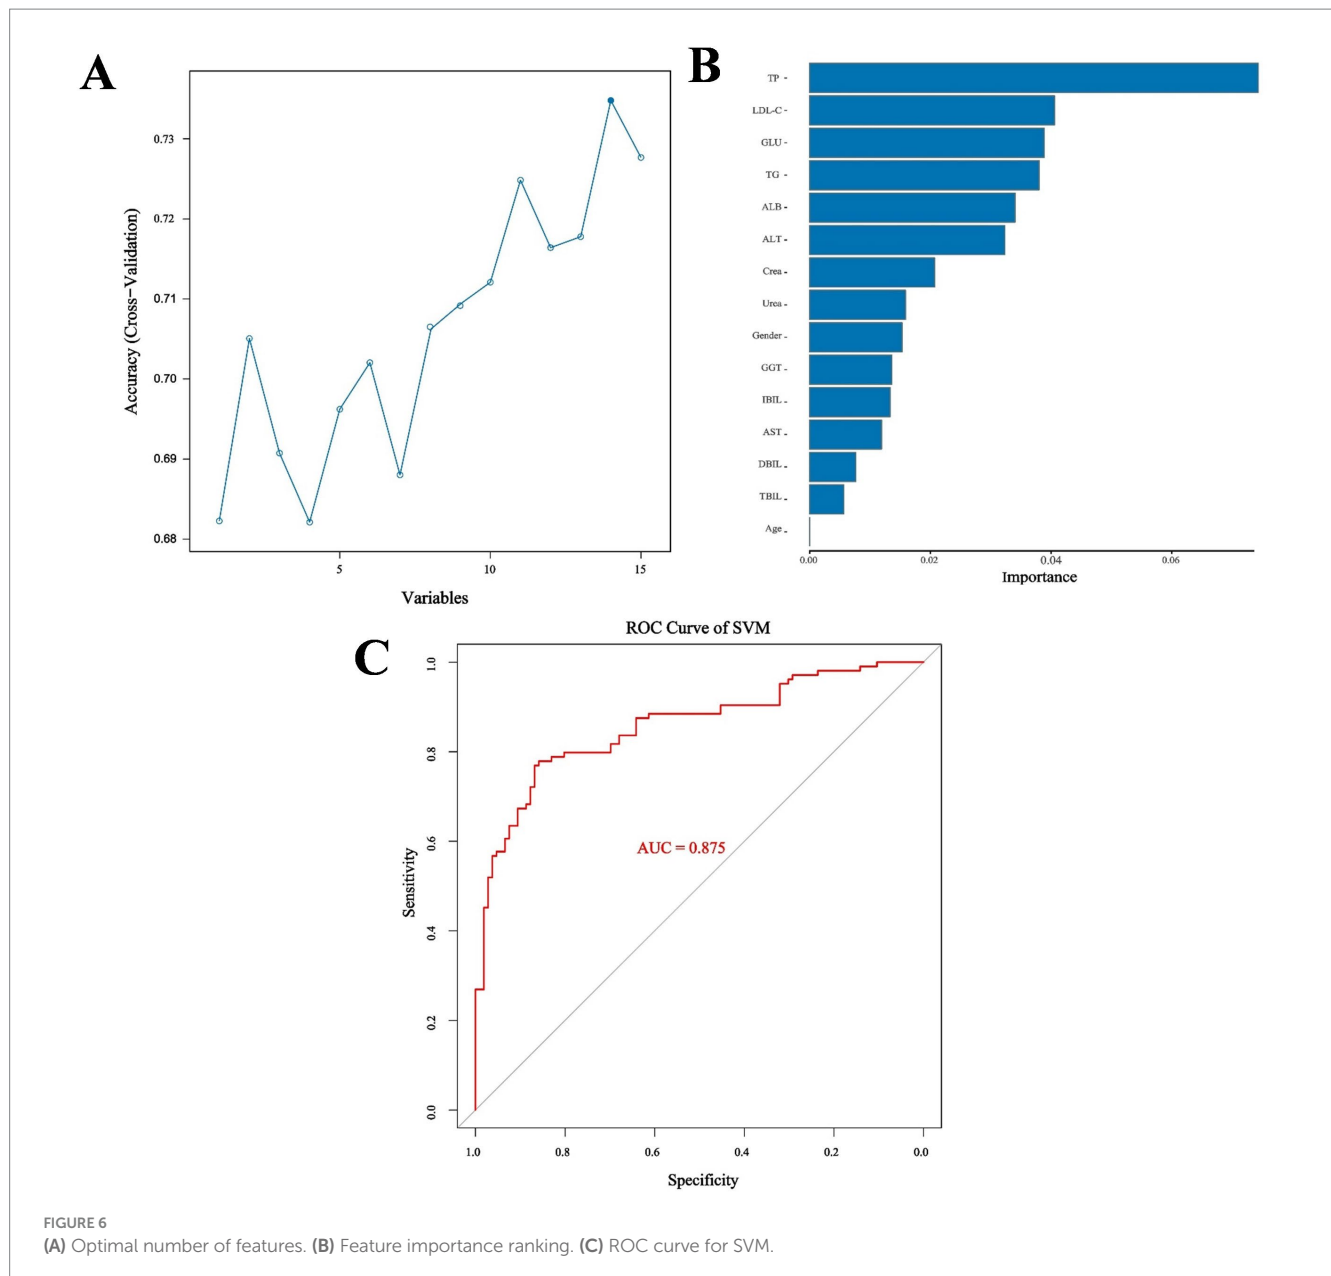 A
0.73
0.72
0.71
0.70
0.69
0.68
Accuracy (Cross−Validation)
5
10
15
Variables
B
TP
LDL-C
GLU
TG
ALB
ALT
Crea
Urea
Gender
GGT
IBIL
AST
DBIL
TBIL
Age
0.00
0.02
0.04
0.06
Importance
C
ROC Curve of SVM
1.0
0.8
0.6
0.4
0.2
0.0
Sensitivity
AUC = 0.875
1.0
0.8
0.6
0.4
0.2
0.0
Specificity
FIGURE 6
(A) Optimal number of features. (B) Feature importance ranking. (C) ROC curve for SVM.